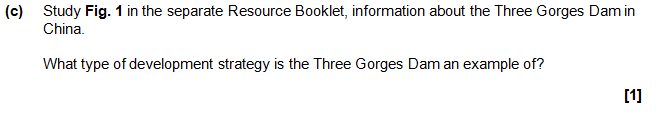 (c) Study Fig. 1 in the separate Resource Booklet, information about the Three Gorges Dam in
China.
What type of development strategy is the Three Gorges Dam an example of?
[1]